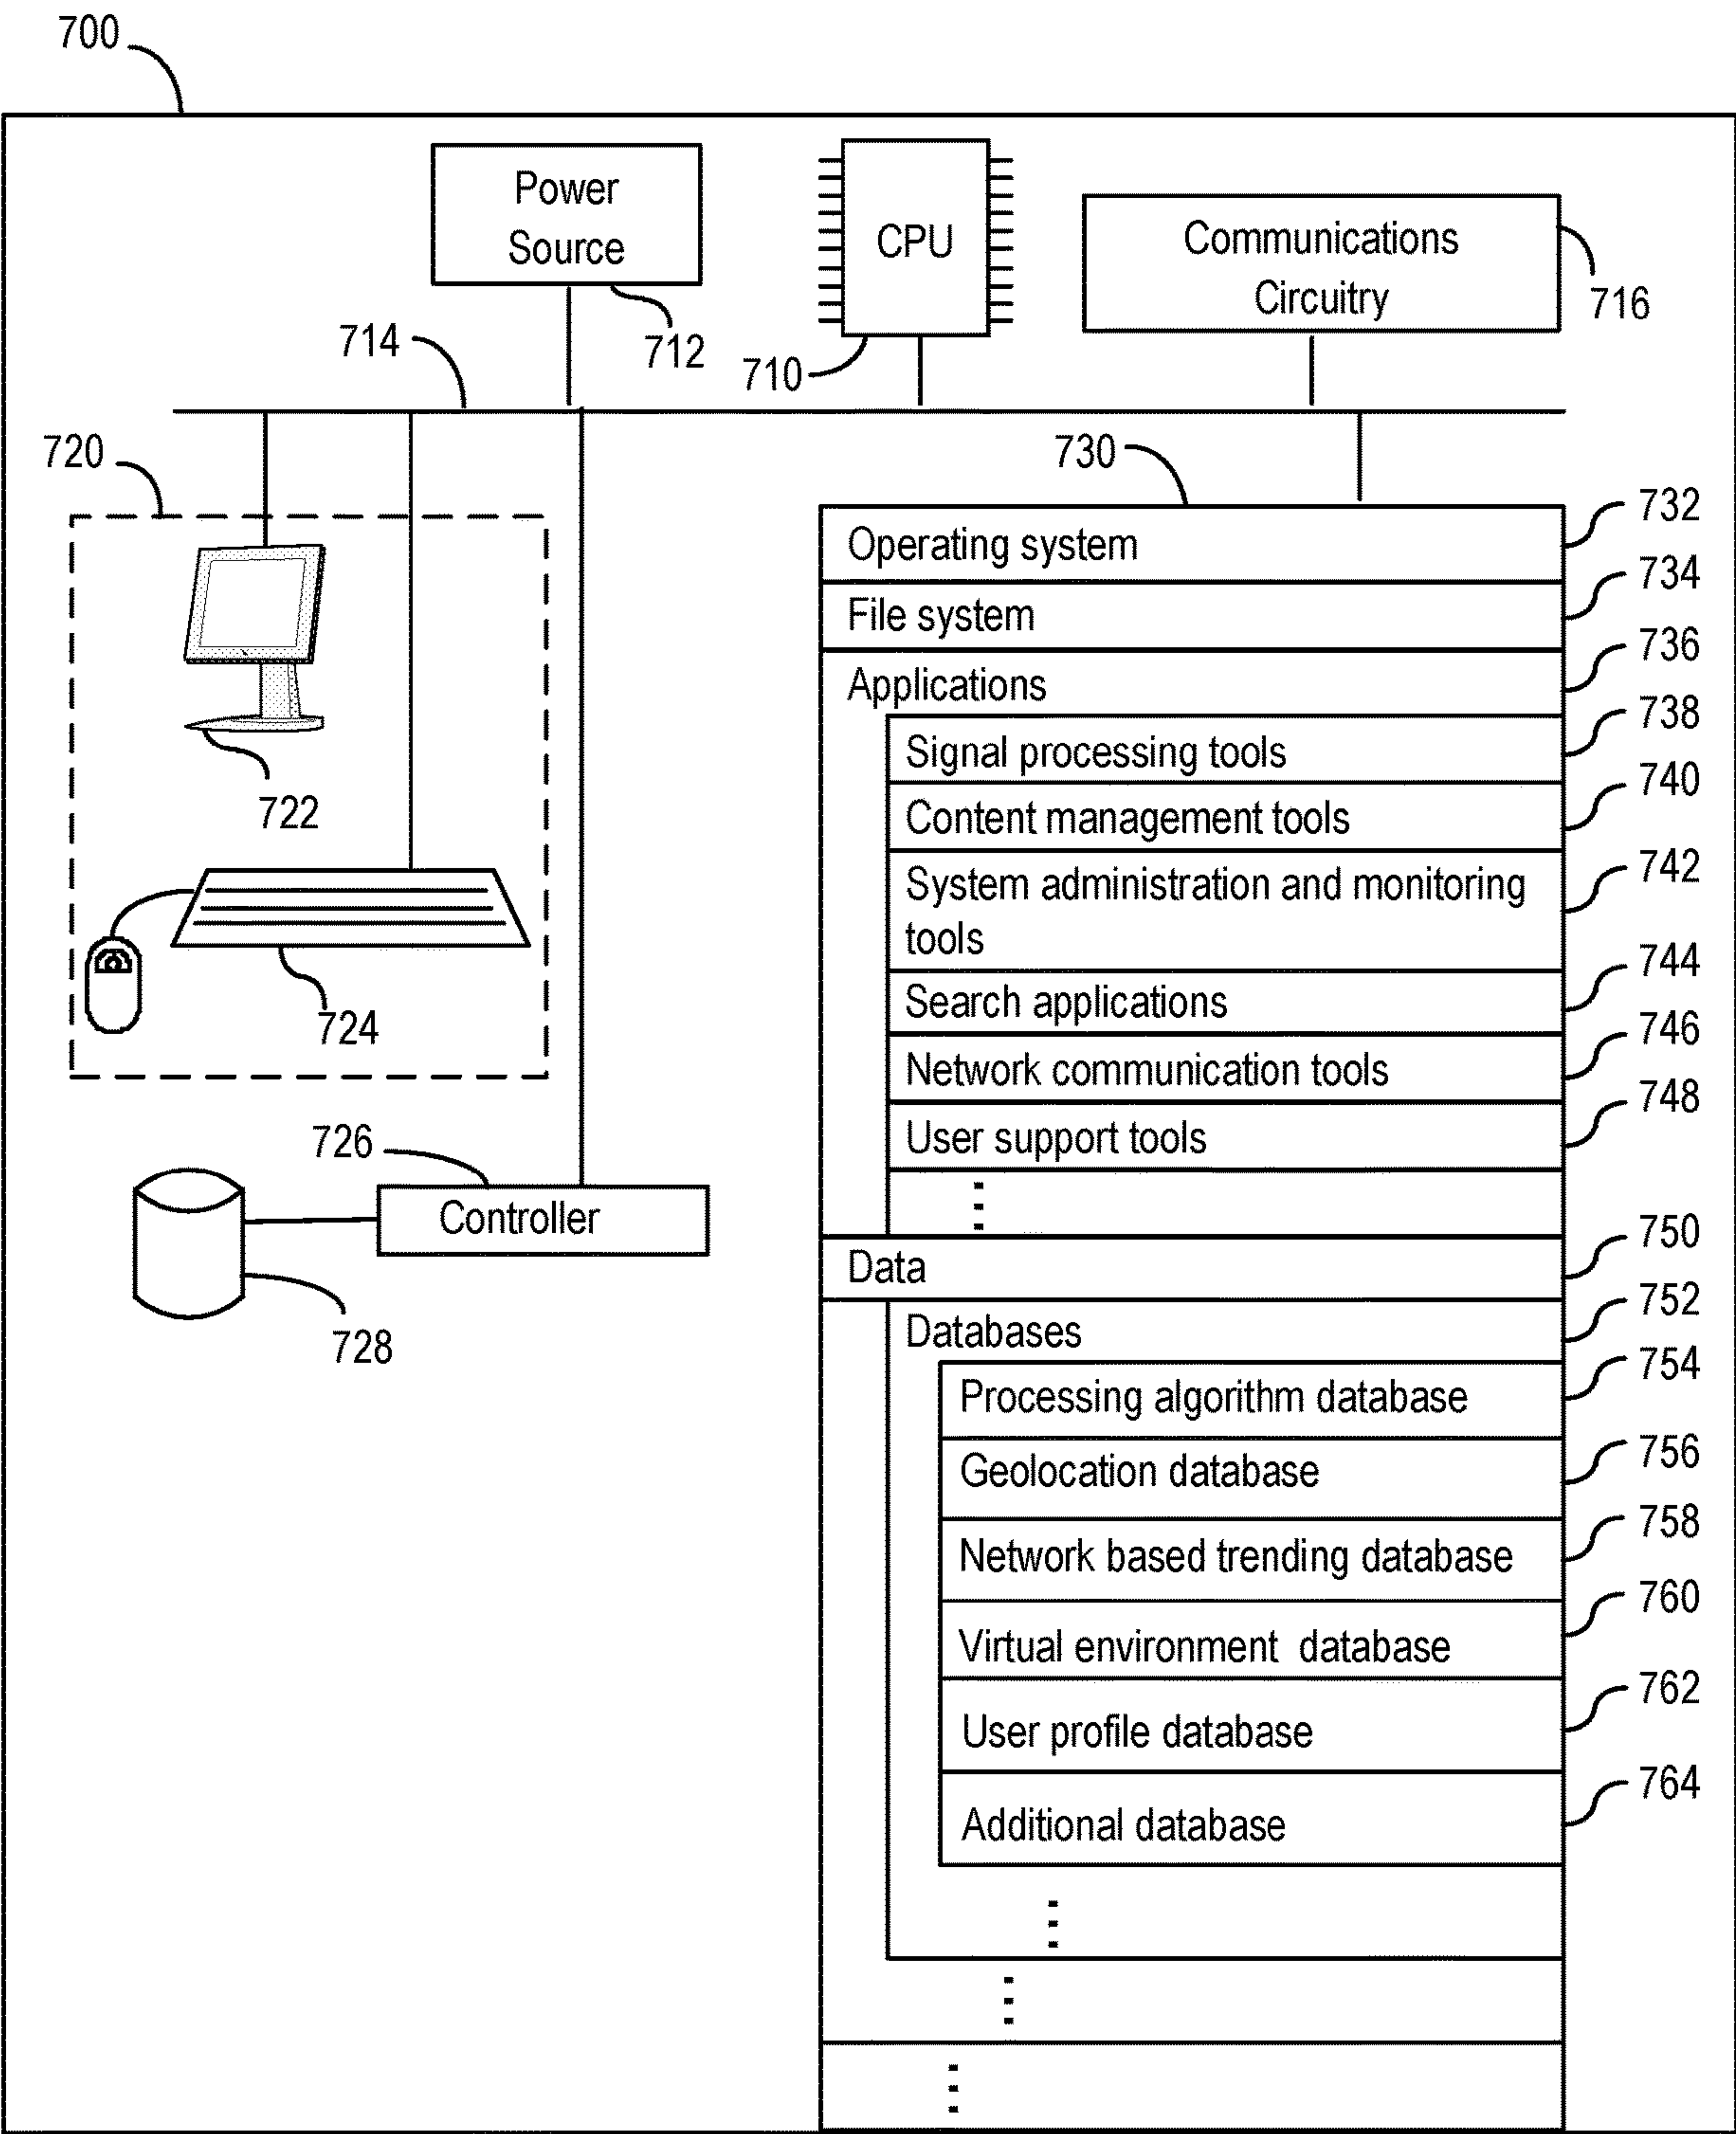 700
Power
Source
CPU
Communications
Circuitry
716
714
712
710
720
730
Operating system
732
File system
734
Applications
736
Signal processing tools
738
Content management tools
740
System administration and monitoring
tools
742
Search applications
744
Network communication tools
746
User support tools
748
722
724
726
Controller
728
Data
750
Databases
752
Processing algorithm database
754
Geolocation database
756
Network based trending database
758
Virtual environment database
760
User profile database
762
Additional database
764